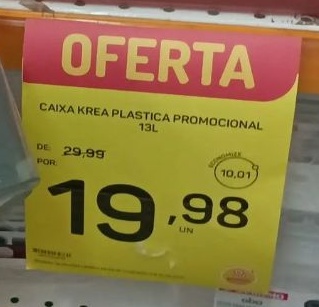 OFERTA
CAIXA KREA PLASTICA PROMOCIONAL
13L
DE: 29,99
POR:
ECONOMIZE
10,01
19,98
UN